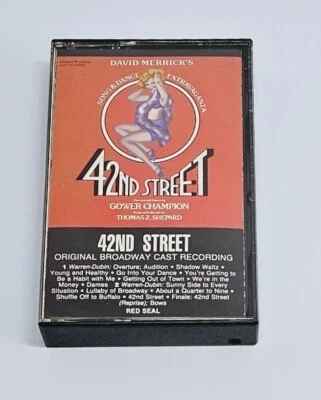 Original Broadway
Cast Recording
DAVID MERRICK'S
SONG & DANCE EXTRAVAGANZA
42ND STREET
GOWER CHAMPION
THOMAS Z. SHEPARD
42ND STREET
ORIGINAL BROADWAY CAST RECORDING
1 Warren-Dubin: Overture; Audition • Shadow Waltz •
Young and Healthy • Go Into Your Dance • You're Getting to
Be a Habit with Me • Getting Out of Town • We're in the
Money • Dames 2 Warren-Dubin: Sunny Side to Every
Situation • Lullaby of Broadway • About a Quarter to Nine •
Shuffle Off to Buffalo • 42nd Street • Finale: 42nd Street
(Reprise); Bows
RED SEAL